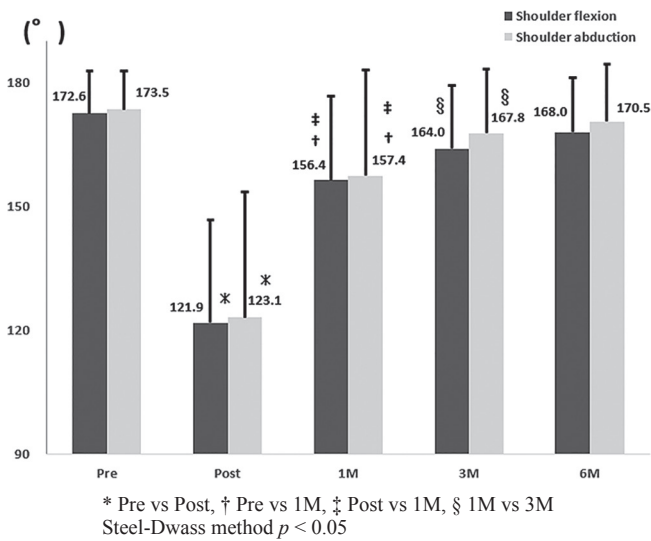 (°)
Shoulder flexion
Shoulder abduction
180
150
120
90
172.6 173.5
121.9 * * 123.1
‡ ‡
† †
156.4 157.4
§ §
164.0 167.8
168.0 170.5
Pre Post 1M 3M 6M
* Pre vs Post, † Pre vs 1M, ‡ Post vs 1M, § 1M vs 3M
Steel-Dwass method p < 0.05